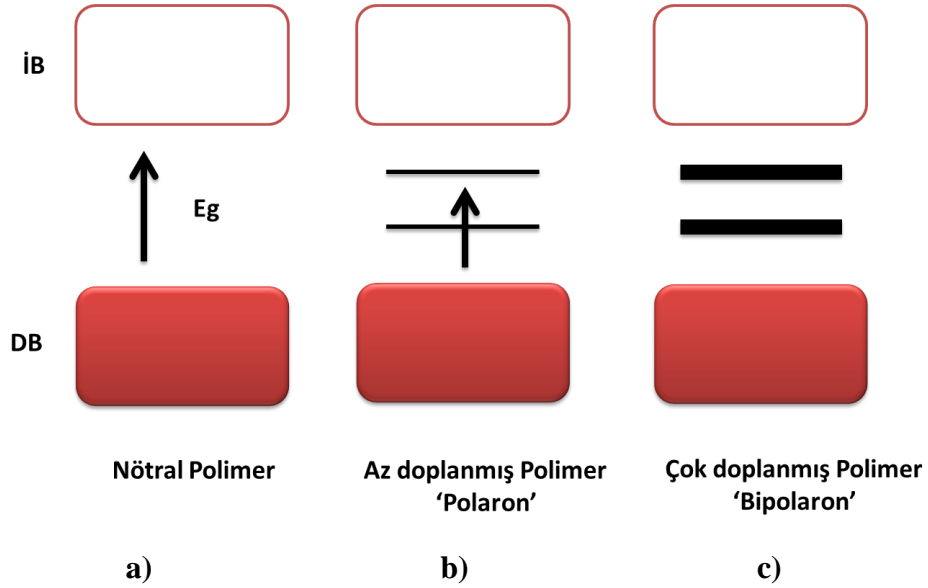 İB
Eg
DB
Nötral Polimer
Az doplanmış Polimer
‘Polaron’
Çok doplanmış Polimer
‘Bipolaron’
a)
b)
c)